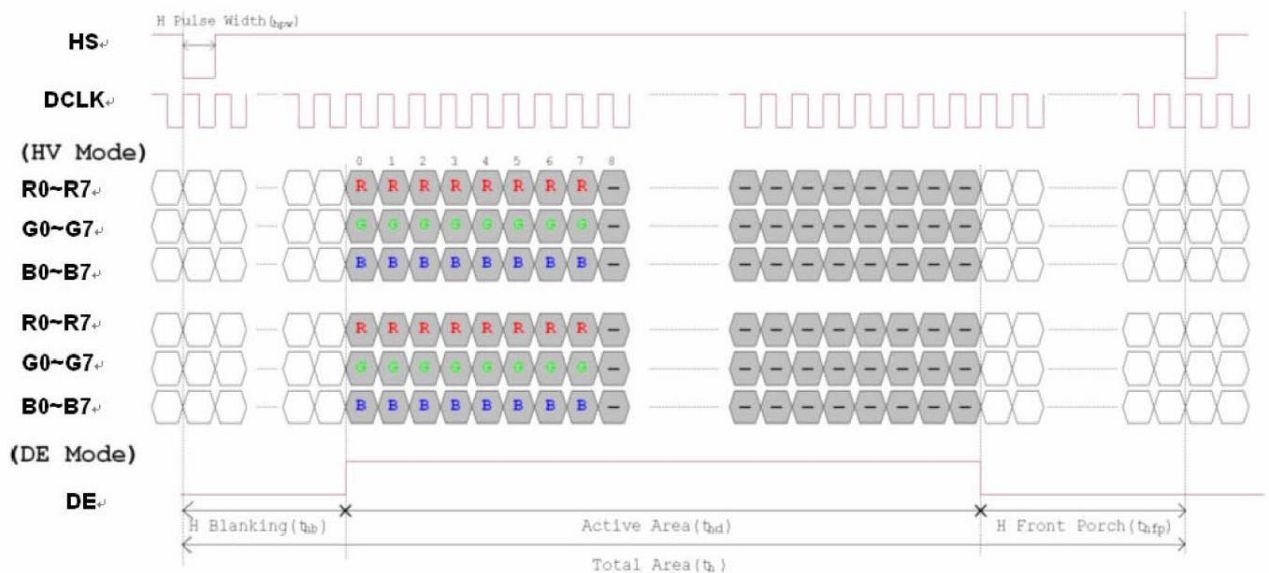 H Pulse Width(thpw)
HS
DCLK
(HV Mode)
0 1 2 3 4 5 6 7 8
R0~R7 R R R R R R R R – – – – – – – – –
G0~G7 G G G G G G G G – – – – – – – – –
B0~B7 B B B B B B B B – – – – – – – – –
R0~R7 R R R R R R R R – – – – – – – – –
G0~G7 G G G G G G G G – – – – – – – – –
B0~B7 B B B B B B B B – – – – – – – – –
(DE Mode)
DE
H Blanking(thb) Active Area(thd) H Front Porch(thfp)
Total Area(th)